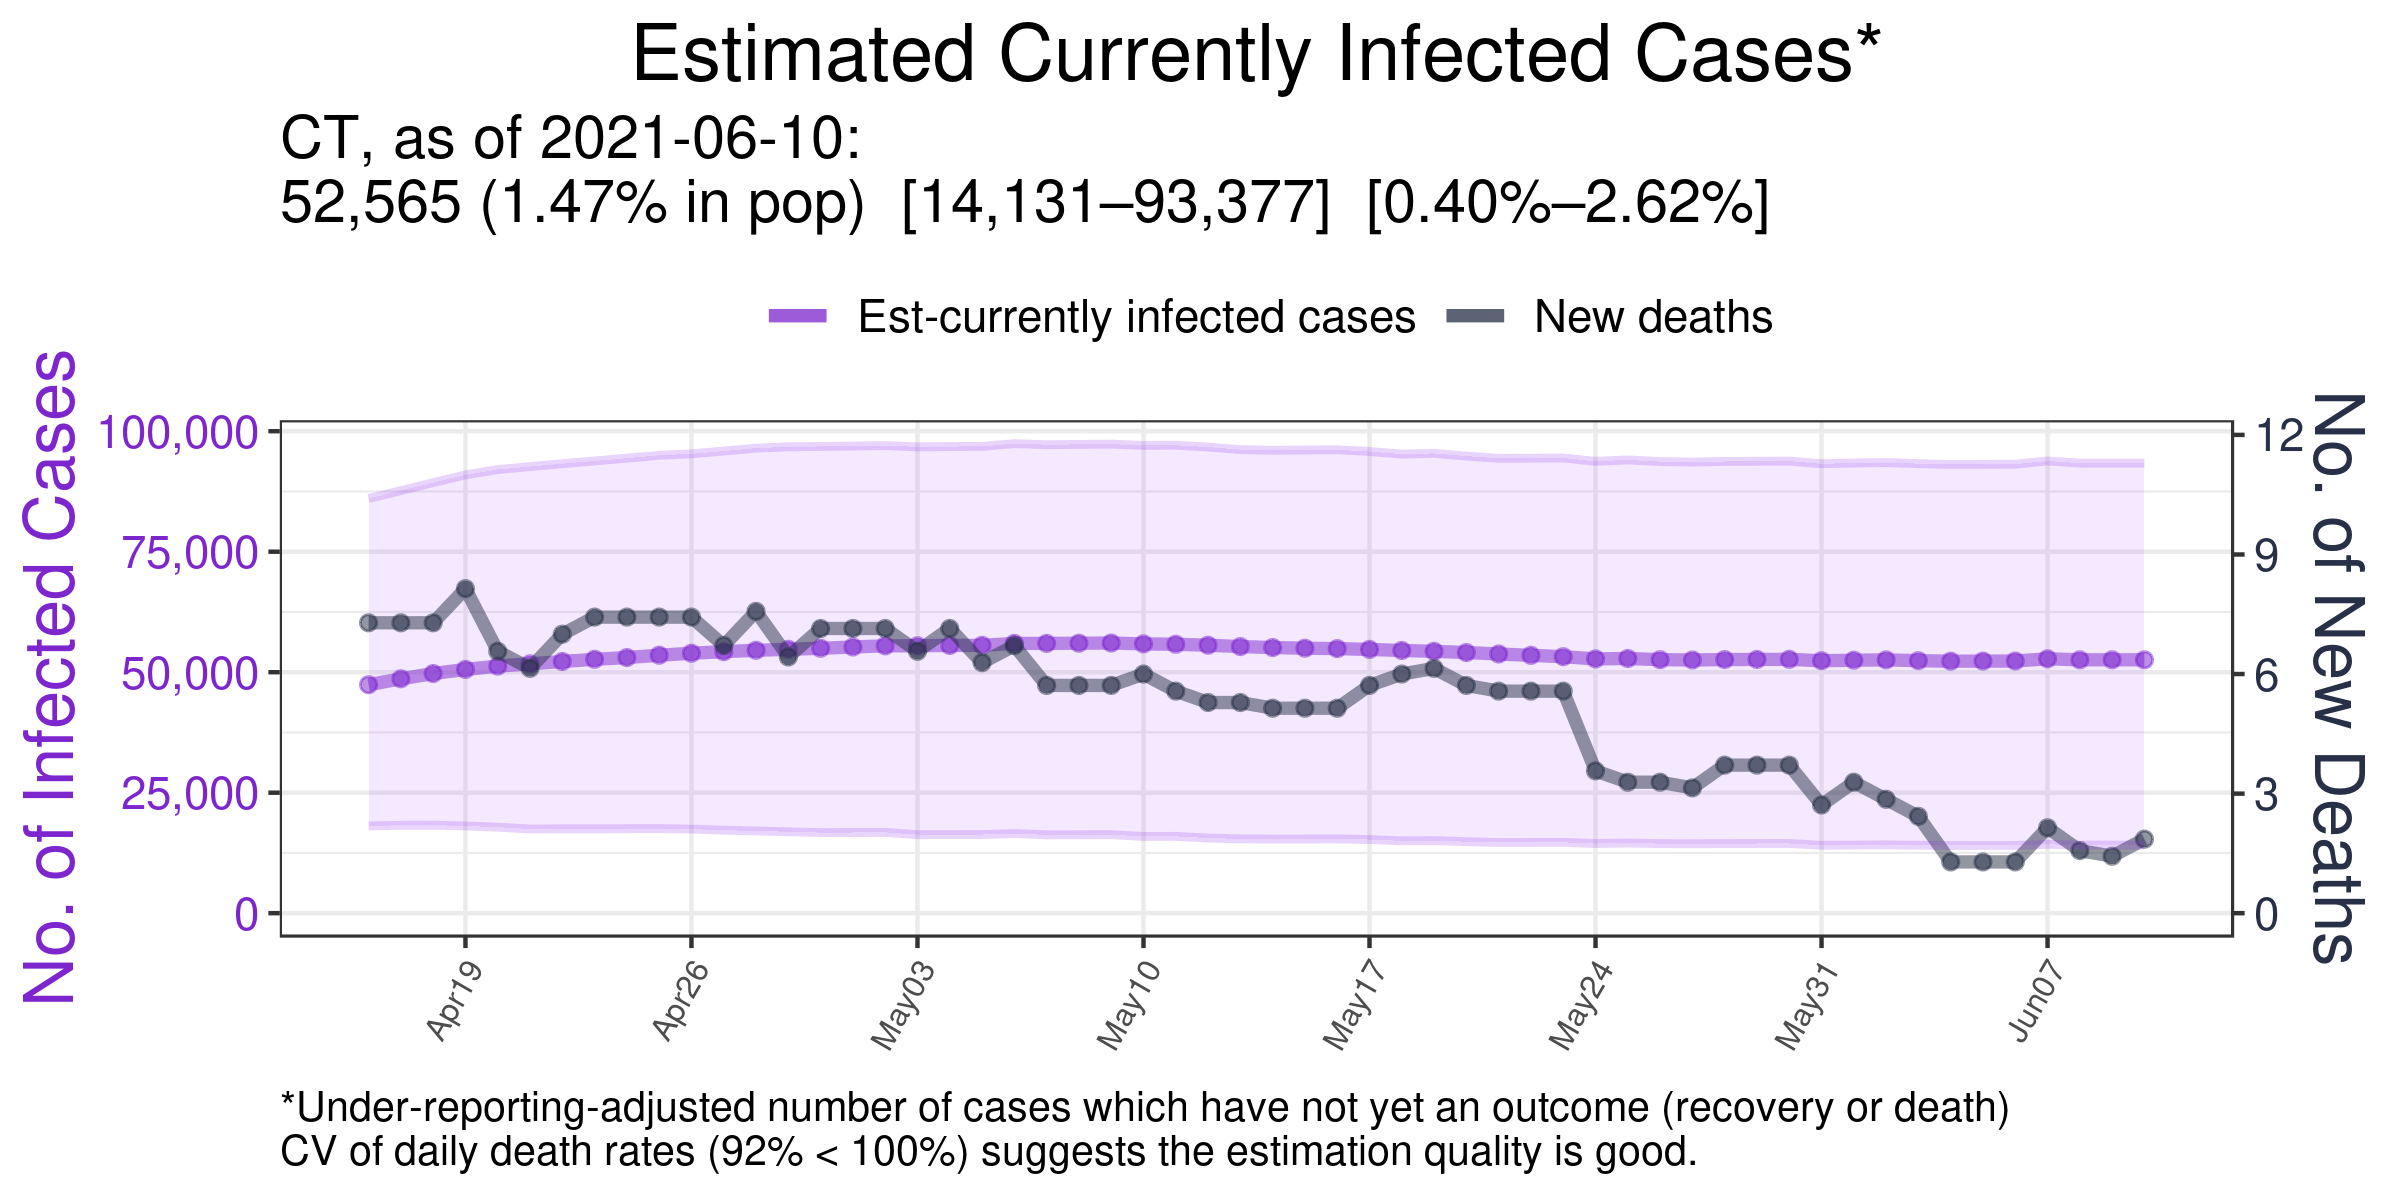 Estimated Currently Infected Cases*
CT, as of 2021-06-10:
52,565 (1.47% in pop)  [14,131–93,377]  [0.40%–2.62%]
Est-currently infected cases
New deaths
No. of Infected Cases
100,000
75,000
50,000
25,000
0
12
9
6
3
0
No. of New Deaths
Apr19
Apr26
May03
May10
May17
May24
May31
Jun07
*Under-reporting-adjusted number of cases which have not yet an outcome (recovery or death)
CV of daily death rates (92% < 100%) suggests the estimation quality is good.